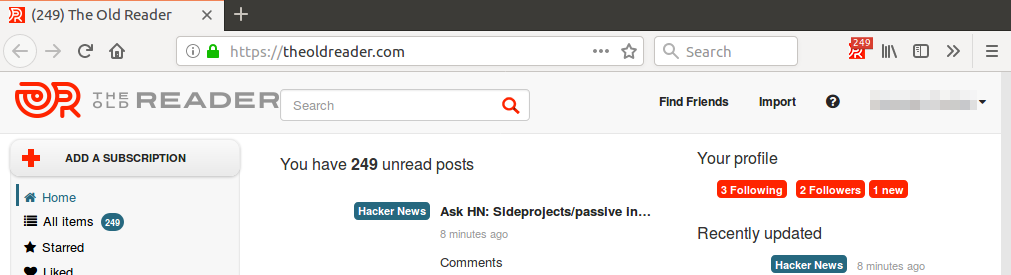 (249) The Old Reader
https://theoldreader.com
Search
249
THE OLD READER
Search
Find Friends
Import
ADD A SUBSCRIPTION
Home
All items 249
Starred
Liked
You have 249 unread posts
Hacker News
Ask HN: Sideprojects/passive in...
8 minutes ago
Comments
Your profile
3 Following 2 Followers 1 new
Recently updated
Hacker News 8 minutes ago